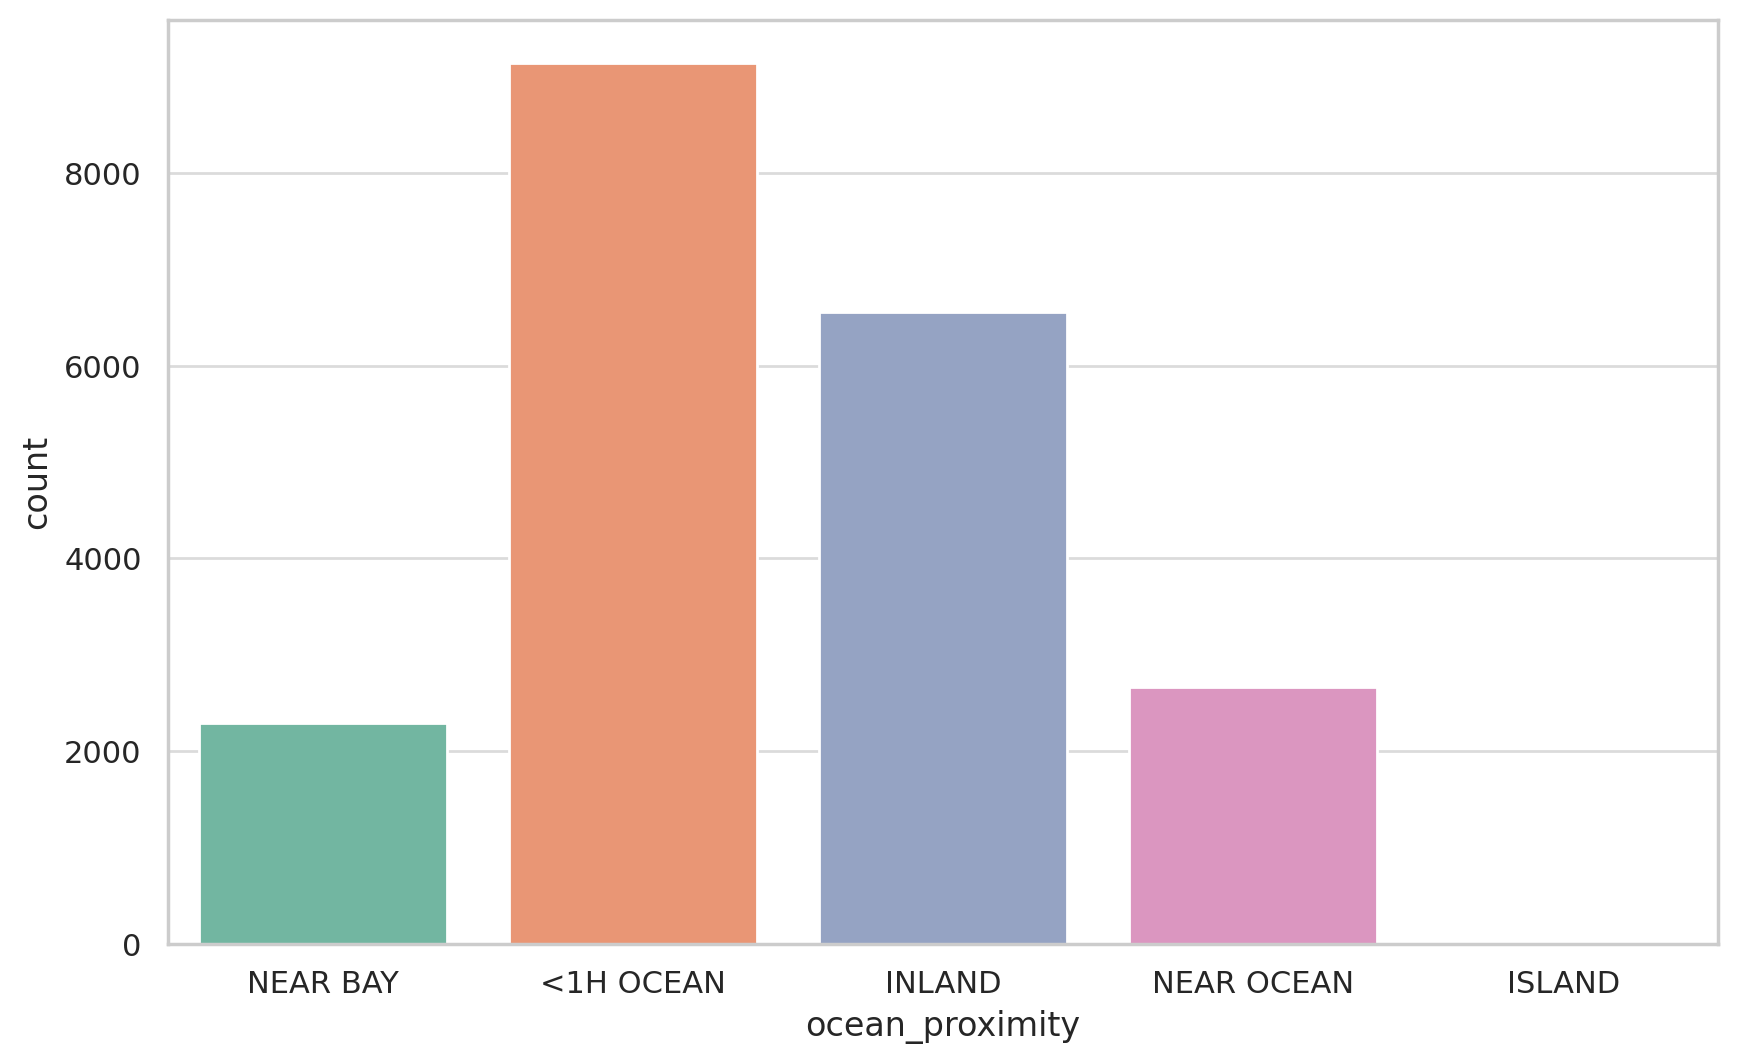 8000
6000
4000
2000
0
count
NEAR BAY
<1H OCEAN
INLAND
NEAR OCEAN
ISLAND
ocean_proximity